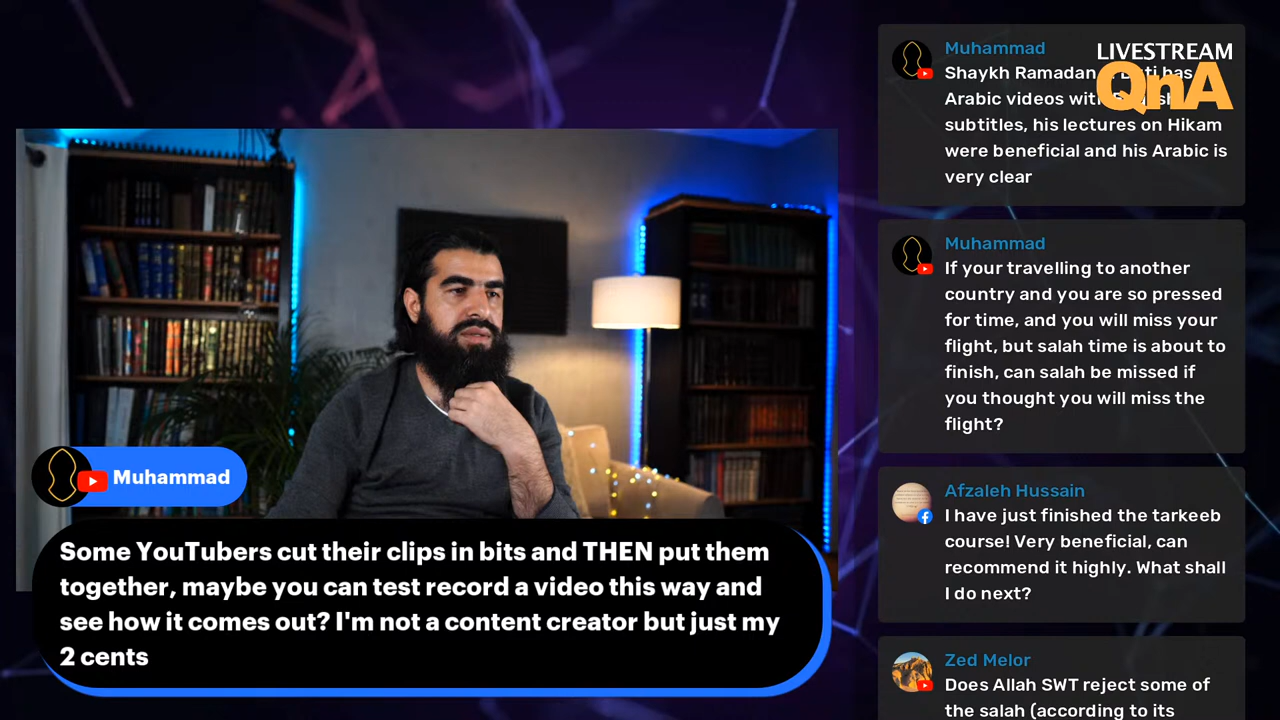 LIVESTREAM
QnA
Muhammad
Shaykh Ramadan
Arabic videos with
subtitles, his lectures on Hikam
were beneficial and his Arabic is
very clear
Muhammad
If your travelling to another
country and you are so pressed
for time, and you will miss your
flight, but salah time is about to
finish, can salah be missed if
you thought you will miss the
flight?
Afzaleh Hussain
I have just finished the tarkeeb
course! Very beneficial, can
recommend it highly. What shall
I do next?
Zed Melor
Does Allah SWT reject some of
the salah (according to its
Muhammad
Some YouTubers cut their clips in bits and THEN put them
together, maybe you can test record a video this way and
see how it comes out? I'm not a content creator but just my
2 cents